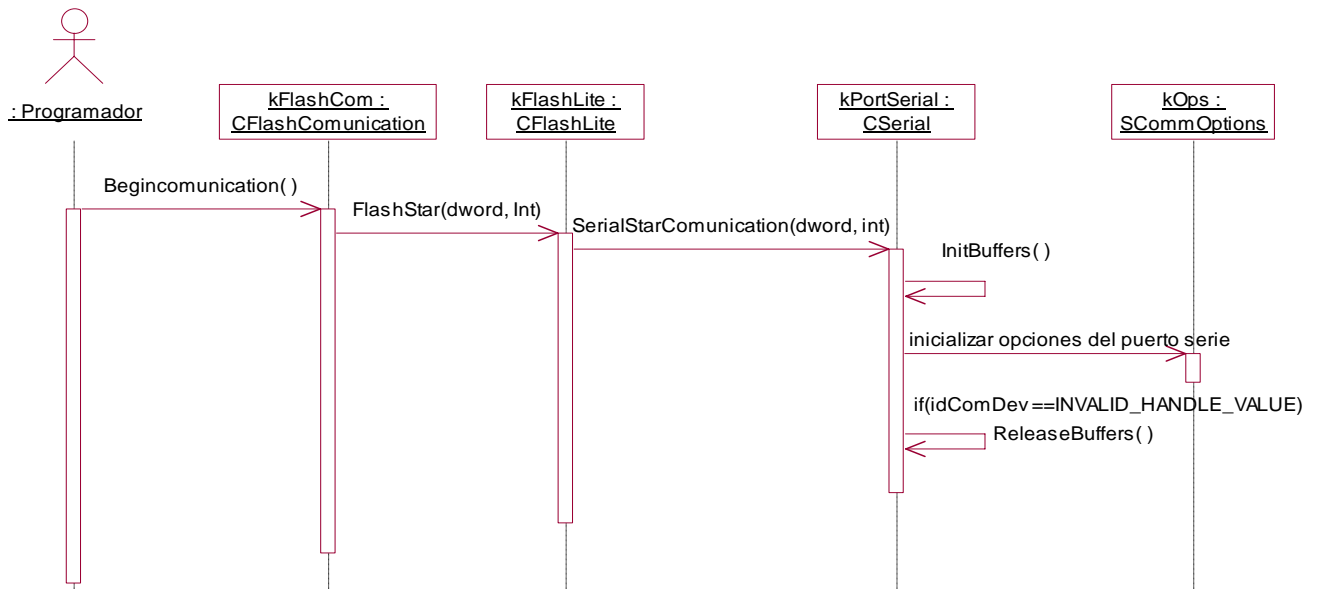 : Programador
kFlashCom :
CFlashComunication
kFlashLite :
CFlashLite
kPortSerial :
CSerial
kOps :
SCommOptions
Begincomunication( )
FlashStar(dword, Int)
SerialStarComunication(dword, int)
InitBuffers( )
inicializar opciones del puerto serie
if(idComDev==INVALID_HANDLE_VALUE)
ReleaseBuffers( )